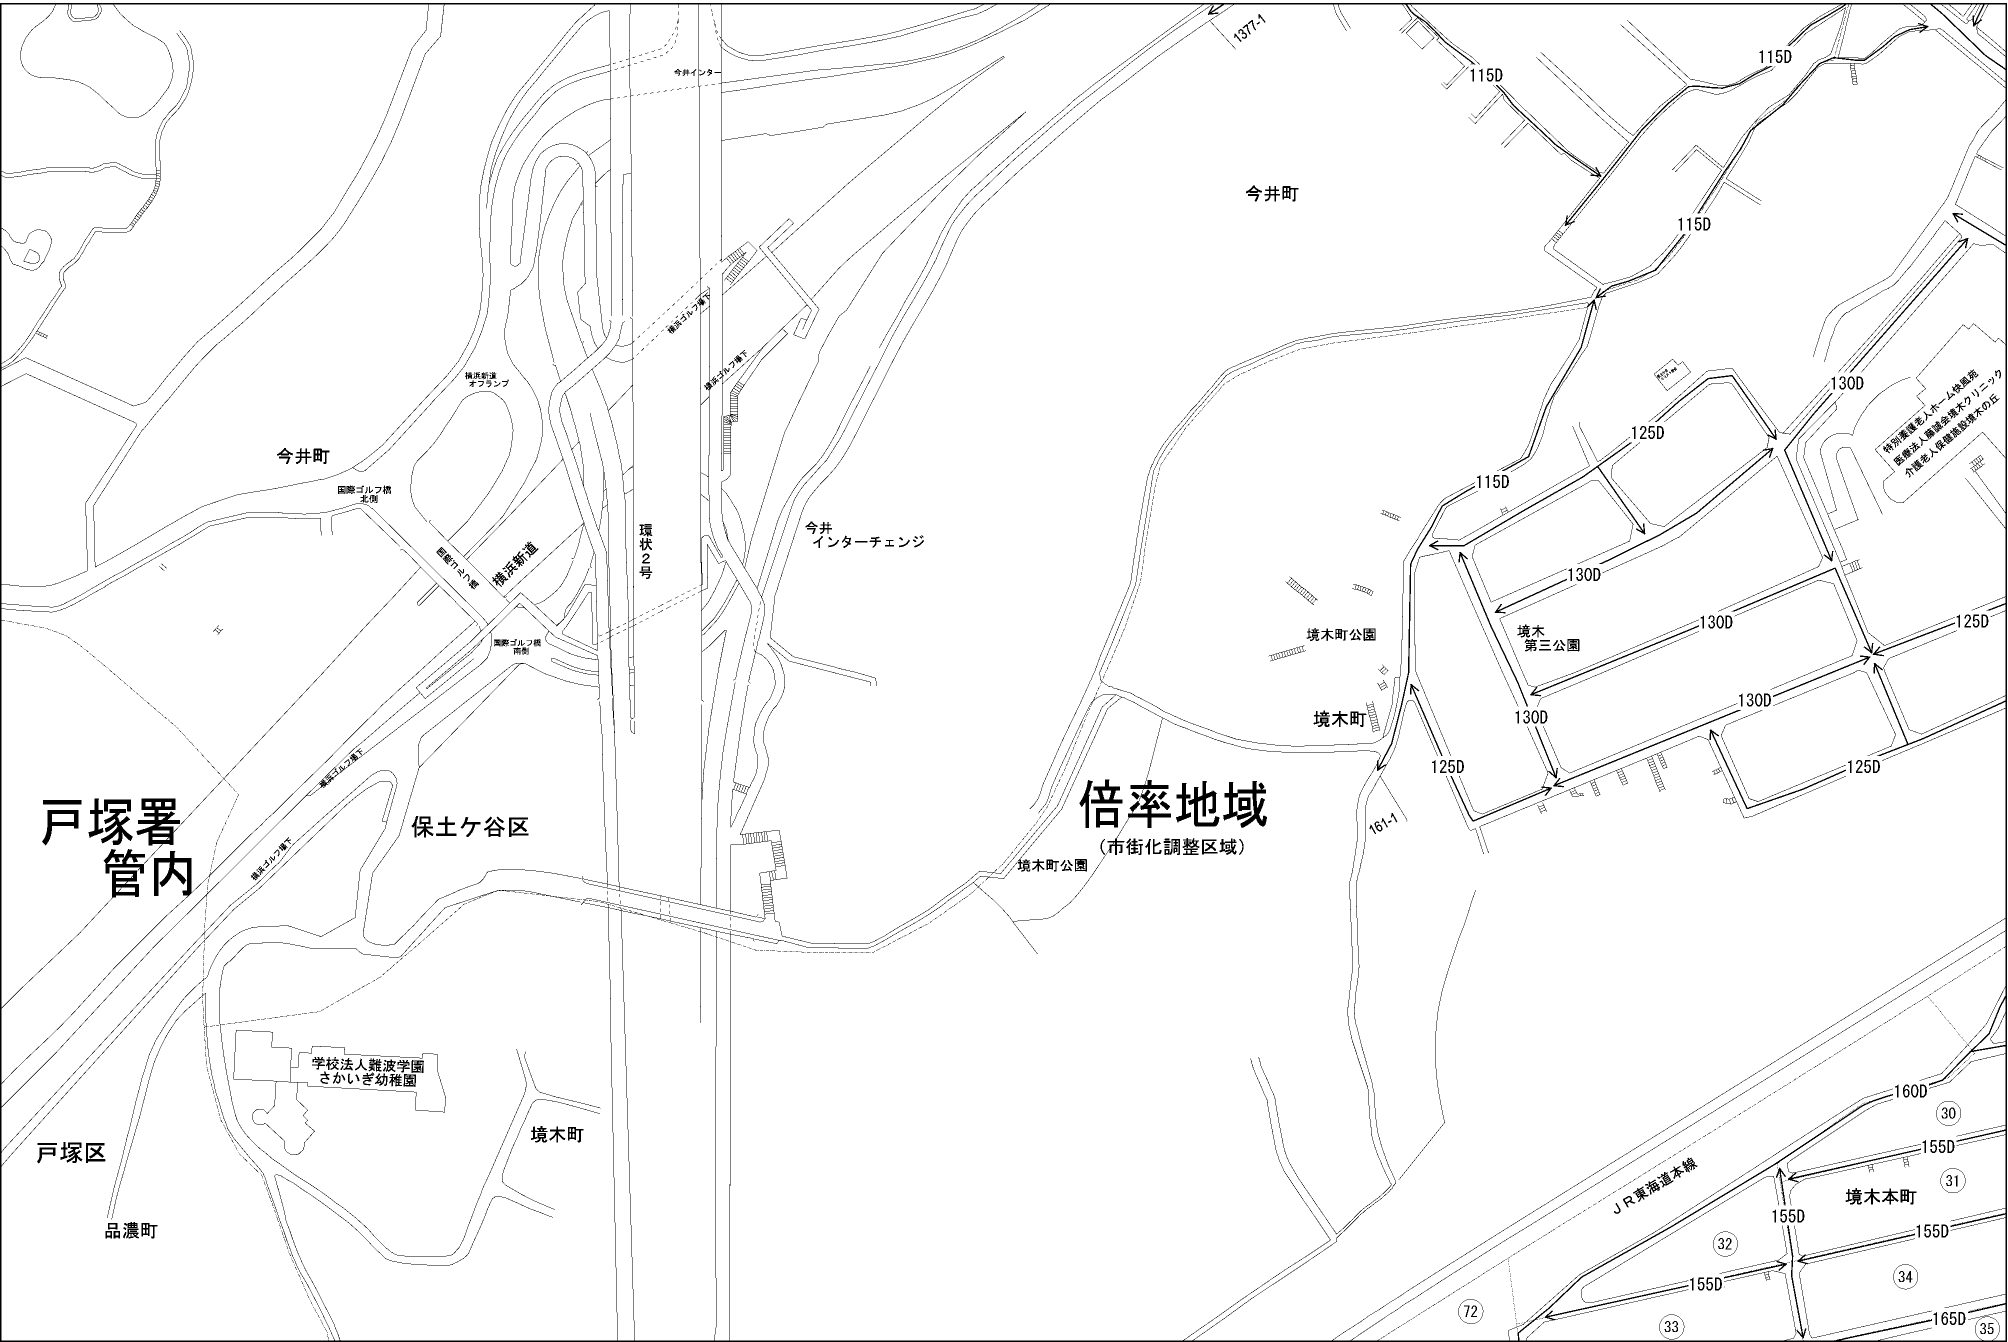 今井インター
1377-1
115D
115D
今井町
115D
横浜ゴルフ場下
横浜ゴルフ場下
横浜新道
オフランプ
130D
特別養護老人ホーム快風苑
医療法人藤誠会境木クリニック
介護老人保健施設境木の丘
今井町
125D
国際ゴルフ橋
北側
115D
今井
インターチェンジ
環状2号
横浜新道
国際ゴルフ橋
130D
国際ゴルフ橋
南側
境木町公園
境木
第三公園
130D
125D
境木町
130D
130D
125D
125D
横浜ゴルフ場下
倍率地域
(市街化調整区域)
161-1
戸塚署
管内
保土ケ谷区
横浜ゴルフ場下
境木町公園
学校法人難波学園
さかいぎ幼稚園
160D
30
境木町
155D
戸塚区
JR東海道本線
31
境木本町
155D
品濃町
155D
32
34
155D
72
33
165D
35